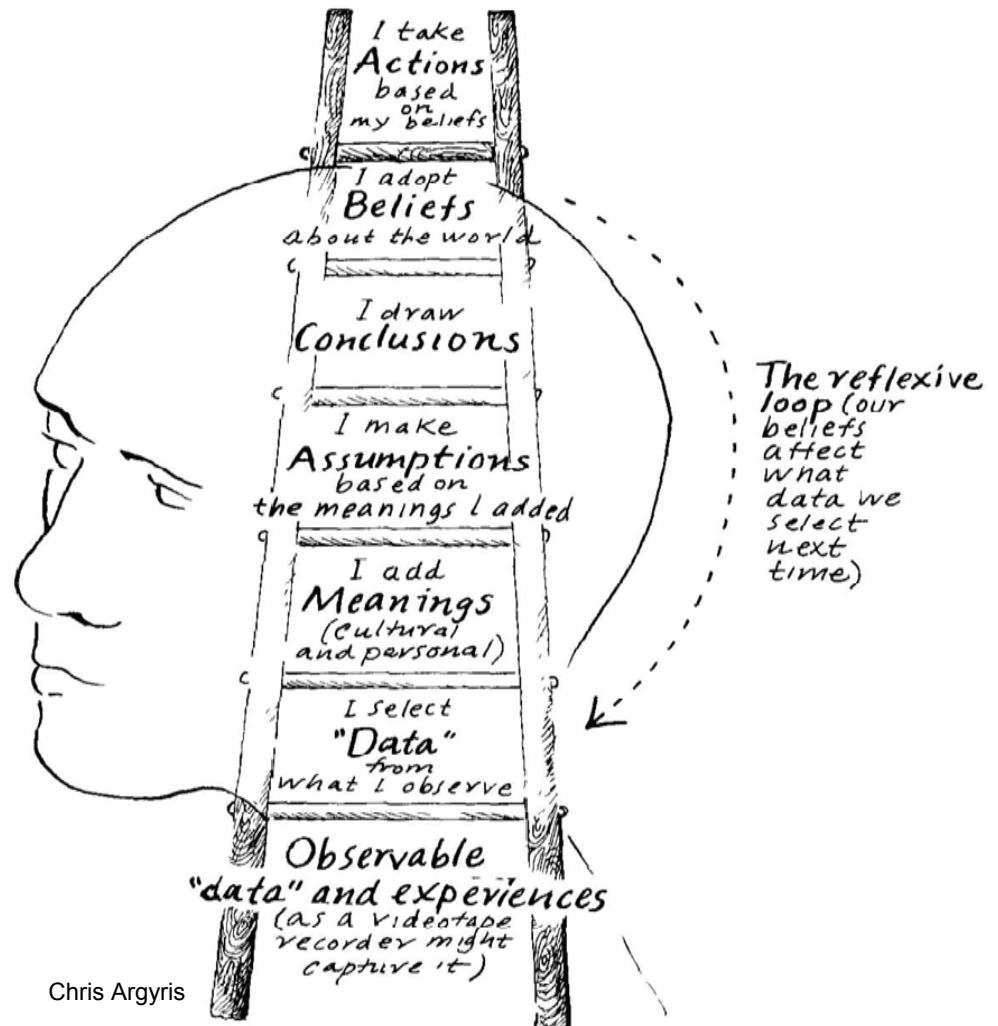 I take
Actions
based
on
my beliefs
I adopt
Beliefs
about the world
I draw
Conclusions
I make
Assumptions
based on
the meanings I added
I add
Meanings
(cultural
and personal)
I select
"Data"
from
what I observe
Observable
"data" and experiences
(as a videotape
recorder might
capture it)
The reflexive
loop (our
beliefs
affect
what
data we
select
next
time)
Chris Argyris